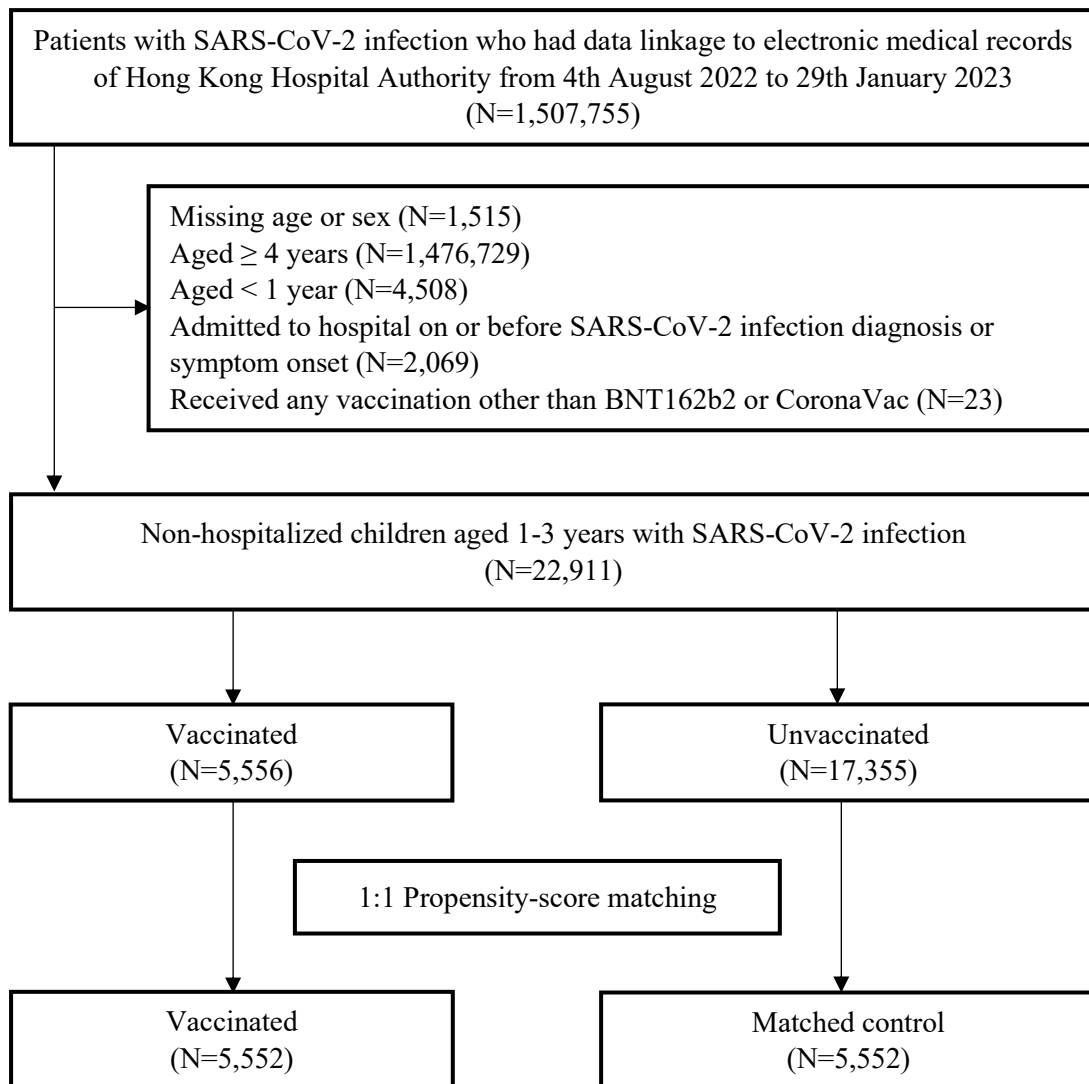 Patients with SARS-CoV-2 infection who had data linkage to electronic medical records
of Hong Kong Hospital Authority from 4th August 2022 to 29th January 2023
(N=1,507,755)
Missing age or sex (N=1,515)
Aged ≥ 4 years (N=1,476,729)
Aged < 1 year (N=4,508)
Admitted to hospital on or before SARS-CoV-2 infection diagnosis or
symptom onset (N=2,069)
Received any vaccination other than BNT162b2 or CoronaVac (N=23)
Non-hospitalized children aged 1-3 years with SARS-CoV-2 infection
(N=22,911)
Vaccinated
(N=5,556)
Unvaccinated
(N=17,355)
1:1 Propensity-score matching
Vaccinated
(N=5,552)
Matched control
(N=5,552)